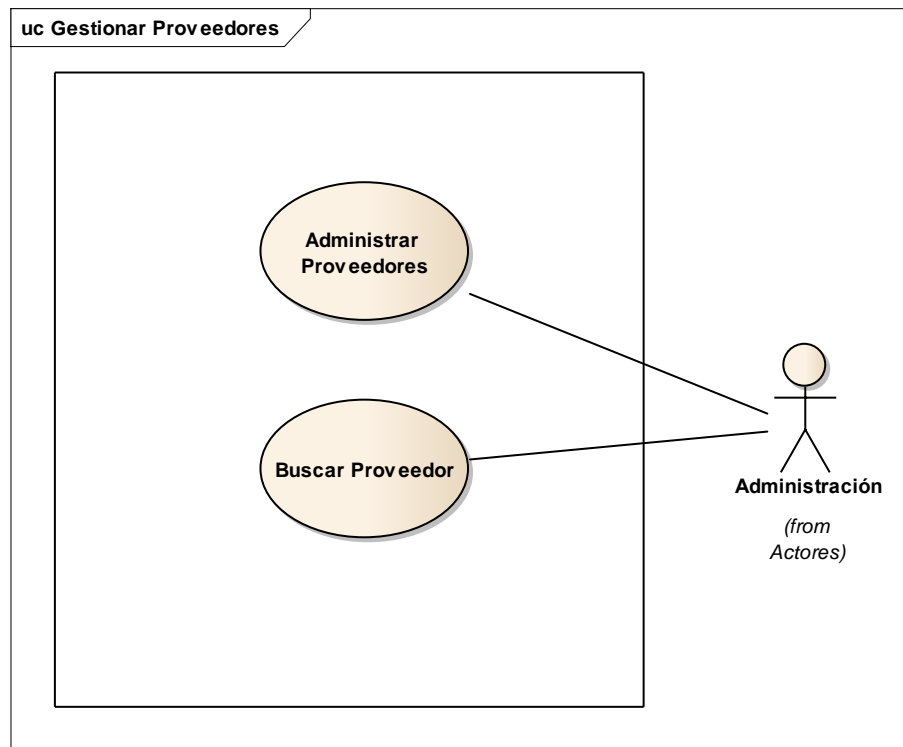 uc Gestionar Proveedores
Administrar
Proveedores
Buscar Proveedor
Administración
(from
Actores)